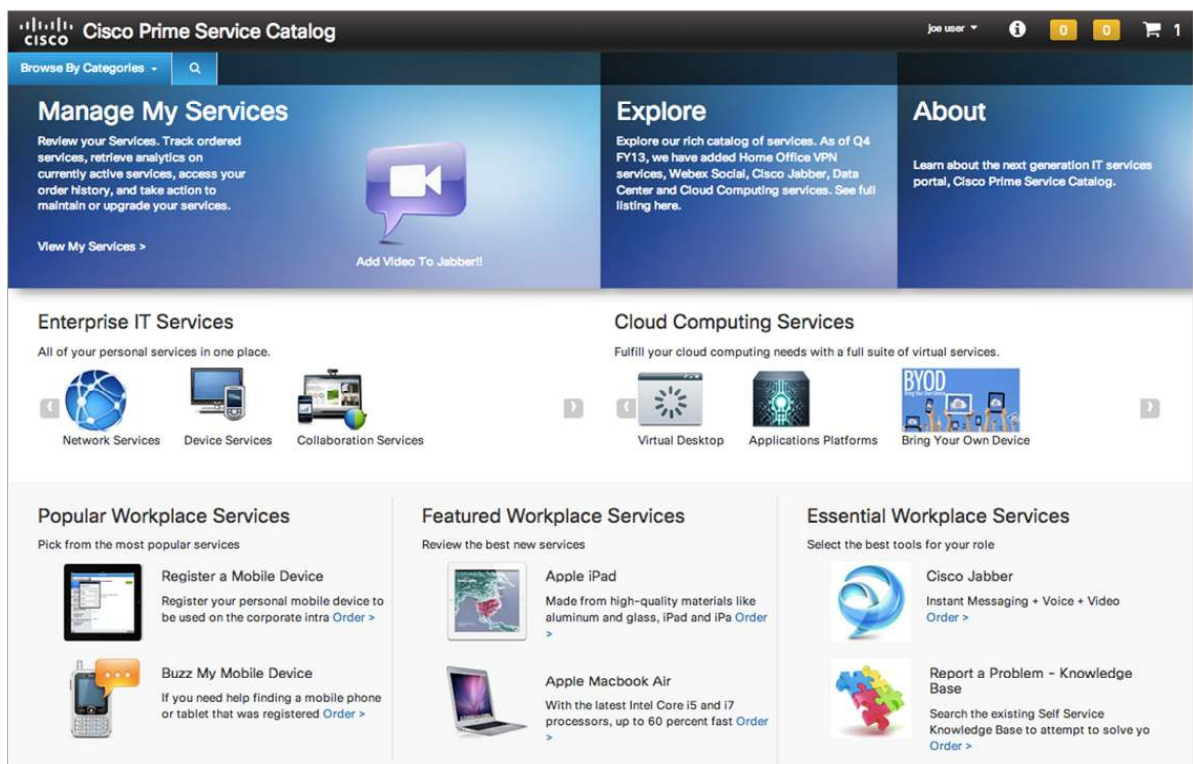 CISCO Cisco Prime Service Catalog
joe user
0
0
1
Browse By Categories
Manage My Services
Review your Services. Track ordered
services, retrieve analytics on
currently active services, access your
order history, and take action to
maintain or upgrade your services.
View My Services >
Add Video To Jabber!!
Explore
Explore our rich catalog of services. As of Q4
FY13, we have added Home Office VPN
services, Webex Social, Cisco Jabber, Data
Center and Cloud Computing services. See full
listing here.
About
Learn about the next generation IT services
portal, Cisco Prime Service Catalog.
Enterprise IT Services
All of your personal services in one place.
Network Services
Device Services
Collaboration Services
Cloud Computing Services
Fulfill your cloud computing needs with a full suite of virtual services.
Virtual Desktop
Applications Platforms
BYOD
Bring Your Own Device
Bring Your Own Device
Popular Workplace Services
Pick from the most popular services
Register a Mobile Device
Register your personal mobile device to
be used on the corporate intra Order >
Buzz My Mobile Device
If you need help finding a mobile phone
or tablet that was registered Order >
Featured Workplace Services
Review the best new services
Apple iPad
Made from high-quality materials like
aluminum and glass, iPad and iPa Order
>
Apple Macbook Air
With the latest Intel Core i5 and i7
processors, up to 60 percent fast Order
>
Essential Workplace Services
Select the best tools for your role
Cisco Jabber
Instant Messaging + Voice + Video
Order >
Report a Problem - Knowledge
Base
Search the existing Self Service
Knowledge Base to attempt to solve yo
Order >